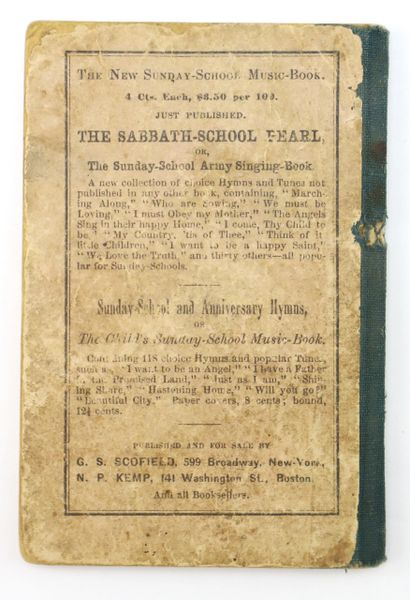 The New Sunday-School Music-Book.
4 Cts. Each, $3.50 per 100.
JUST PUBLISHED.
THE SABBATH-SCHOOL PEARL,
OR,
The Sunday-School Army Singing-Book.
A new collection of choice Hymns and Tunes not
published in any other book, containing, "March-
ing Along," "Who are sowing," "We must be
Loving," "I must Obey my Mother," "The Angels
Sing in their happy Home," "I come, Thy Child to
be," "My Country, 'tis of Thee," "Think of it
little Children," "I want to be a happy Saint,"
"We Love the Truth," and thirty others—all popu-
lar for Sunday-Schools.
Sunday-School and Anniversary Hymns,
OR
The Child's Sunday-School Music-Book.
Containing 118 choice Hymns and popular Tunes,
such as, "I want to be an Angel," "I have a Father
in the Promised Land," "Just as I am," "Shin-
ing Shore," "Hastening Home," "Will you go?"
"Beautiful City." Paper covers, 8 cents; bound,
12½ cents.
PUBLISHED AND FOR SALE BY
G. S. SCOFIELD, 599 Broadway, New-York,
N. P. KEMP, 141 Washington St., Boston.
And all Booksellers.